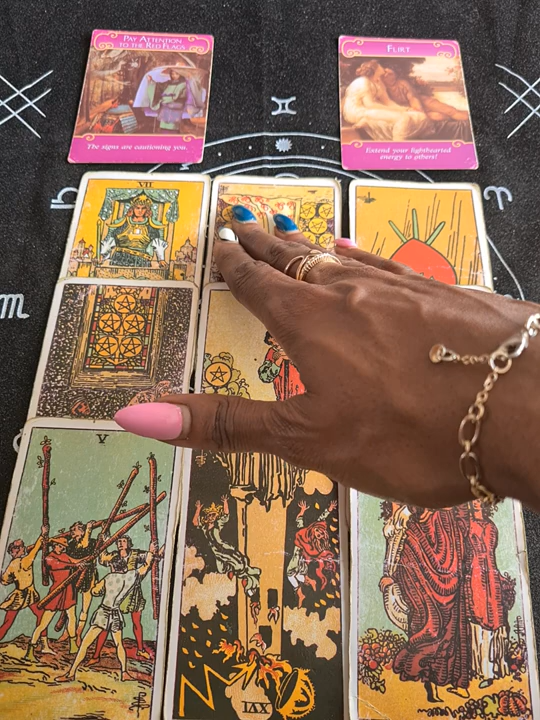 PAY ATTENTION
TO THE RED FLAGS
FLIRT
The signs are cautioning you.
Extend your lighthearted
energy to others!
VII
V
XVI